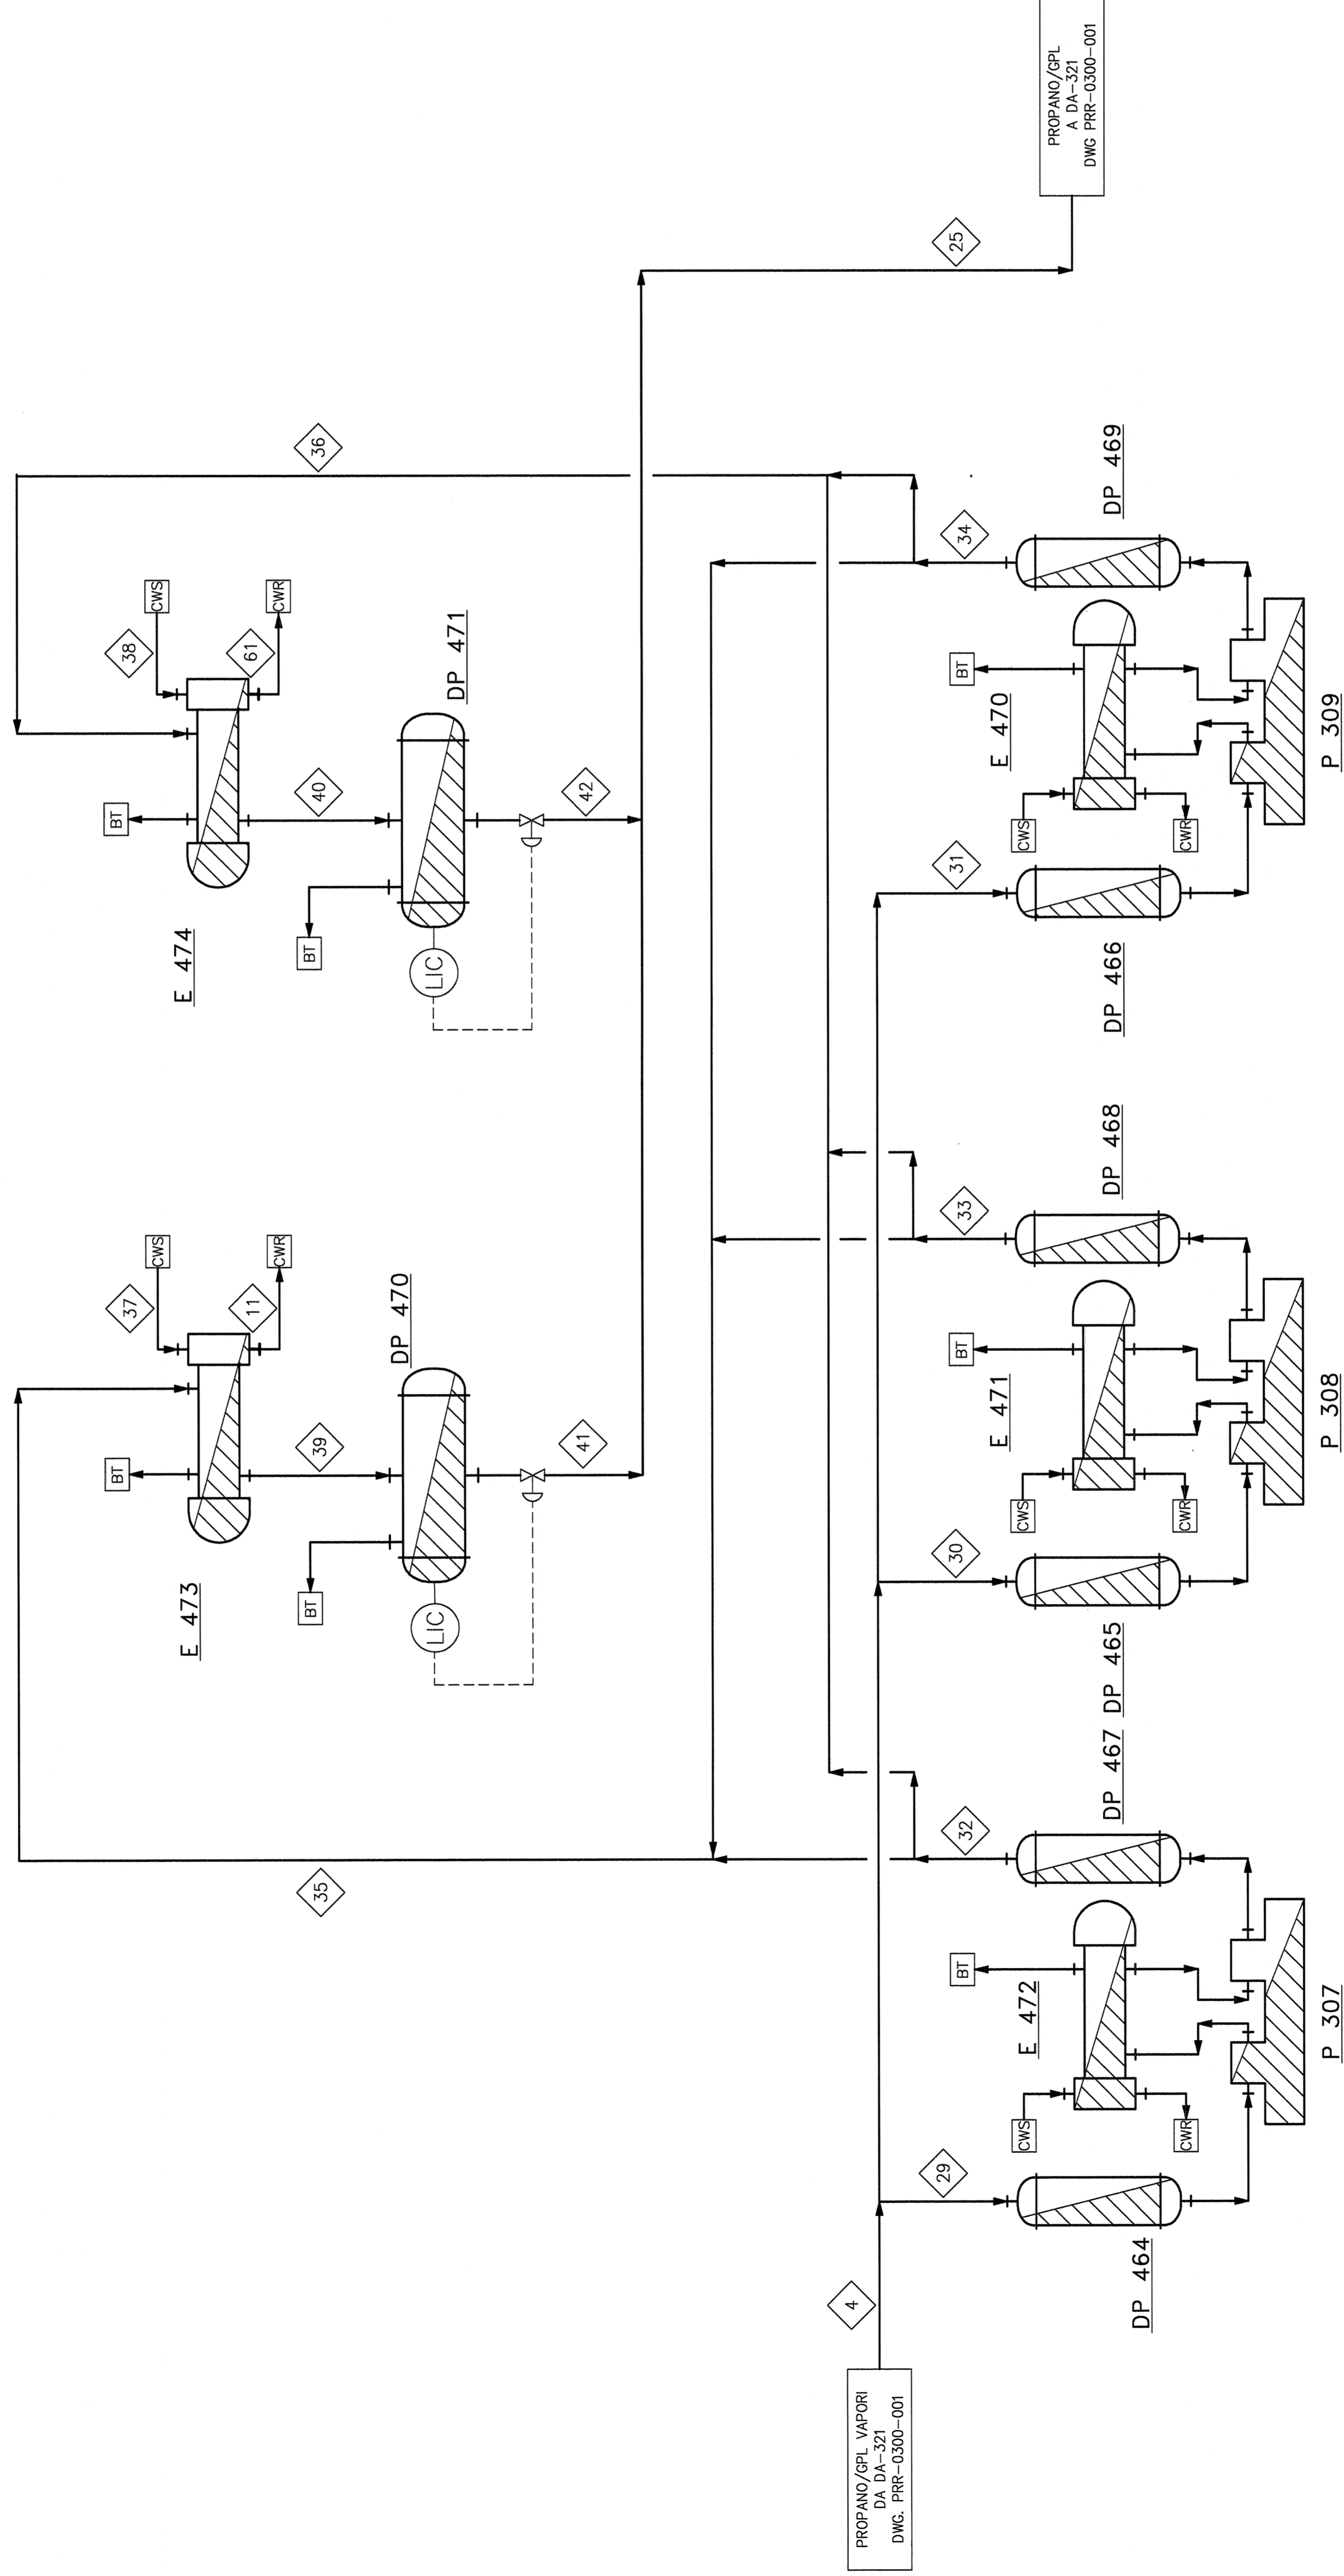 PROPANO/GPL VAPORI
DA DA-321
DWG. PRR-0300-001
4
35
E 473
BT
37
CWS
11
CWR
39
BT
DP 470
LIC
41
E 474
BT
38
CWS
61
CWR
36
40
BT
DP 471
LIC
42
25
PROPANO/GPL
A DA-321
DWG PRR-0300-001
29
DP 464
CWS
CWR
E 472
BT
P 307
32
DP 467
30
DP 465
CWS
CWR
E 471
BT
P 308
33
DP 468
31
DP 466
CWS
CWR
E 470
BT
P 309
34
DP 469